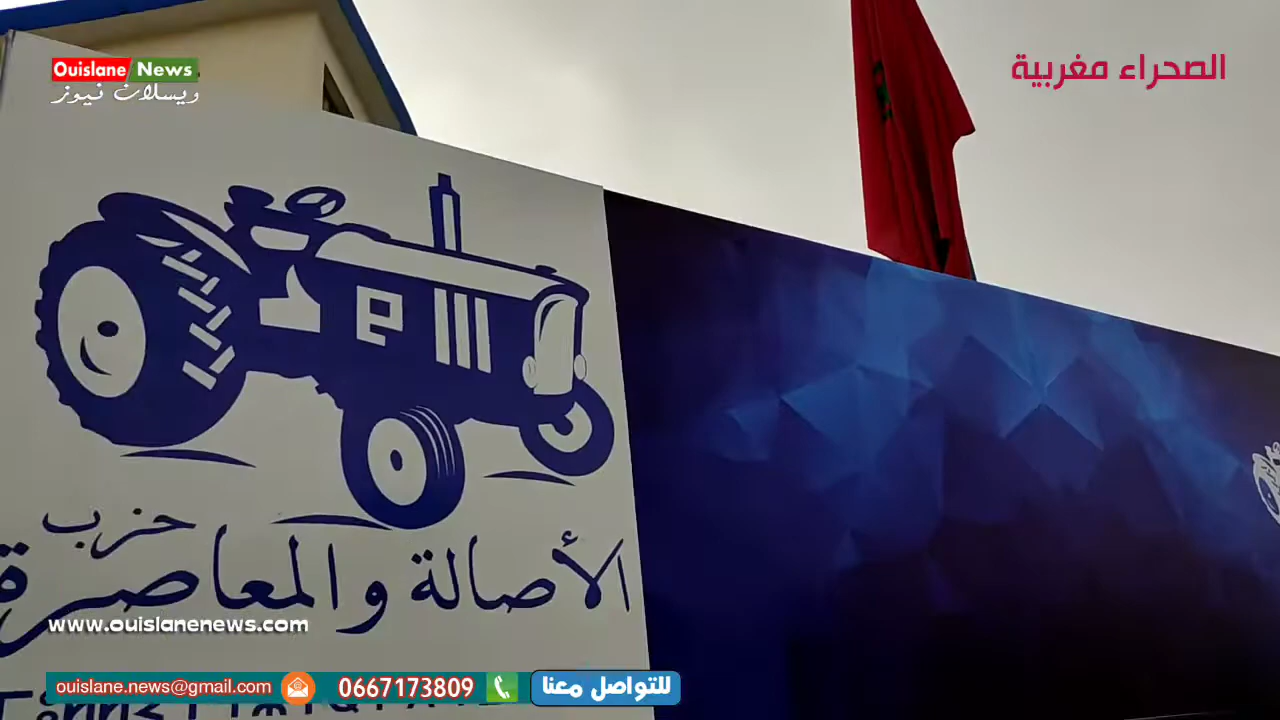 Ouislane News
ويسلان نيوز
الصحراء مغربية
حزب
الأصالة والمعاصرة
www.ouislanenews.com
ouislane.news@gmail.com
0667173809
للتواصل معنا